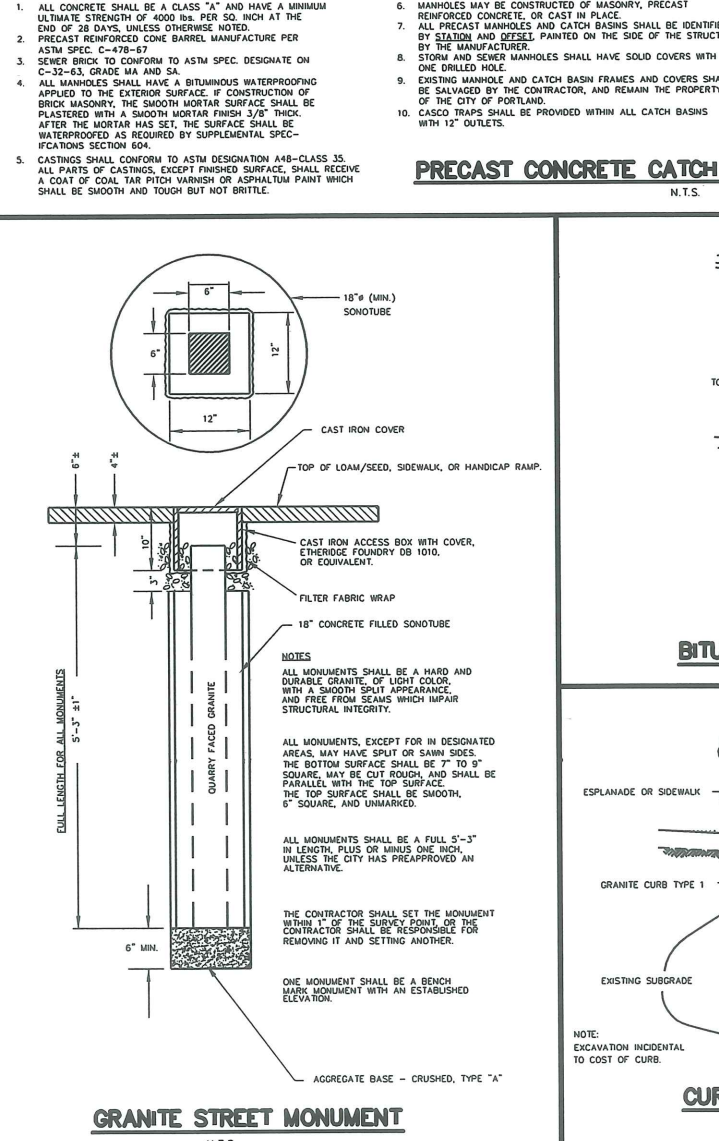 1. ALL CONCRETE SHALL BE A CLASS "A" AND HAVE A MINIMUM
ULTIMATE STRENGTH OF 4000 lbs. PER SQ. INCH AT THE
END OF 28 DAYS, UNLESS OTHERWISE NOTED.
2. PRECAST REINFORCED CONE BARREL MANUFACTURE PER
ASTM SPEC. C-478-67
3. SEWER BRICK TO CONFORM TO ASTM SPEC. DESIGNATE ON
C-32-63, GRADE MA AND SA.
4. ALL MANHOLES SHALL HAVE A BITUMINOUS WATERPROOFING
APPLIED TO THE EXTERIOR SURFACE. IF CONSTRUCTION OF
BRICK MASONRY, THE SMOOTH MORTAR SURFACE SHALL BE
PLASTERED WITH A SMOOTH MORTAR FINISH 3/8" THICK.
AFTER THE MORTAR HAS SET, THE SURFACE SHALL BE
WATERPROOFED AS REQUIRED BY SUPPLEMENTAL SPEC-
IFCATIONS SECTION 604.
5. CASTINGS SHALL CONFORM TO ASTM DESIGNATION A48-CLASS 35.
ALL PARTS OF CASTINGS, EXCEPT FINISHED SURFACE, SHALL RECEIVE
A COAT OF COAL TAR PITCH VARNISH OR ASPHALTUM PAINT WHICH
SHALL BE SMOOTH AND TOUGH BUT NOT BRITTLE.
6. MANHOLES MAY BE CONSTRUCTED OF MASONRY, PRECAST
REINFORCED CONCRETE, OR CAST IN PLACE.
7. ALL PRECAST MANHOLES AND CATCH BASINS SHALL BE IDENTIFIE
BY STATION AND OFFSET, PAINTED ON THE SIDE OF THE STRUCT
BY THE MANUFACTURER.
8. STORM AND SEWER MANHOLES SHALL HAVE SOLID COVERS WITH
ONE DRILLED HOLE.
9. EXISTING MANHOLE AND CATCH BASIN FRAMES AND COVERS SHA
BE SALVAGED BY THE CONTRACTOR, AND REMAIN THE PROPERTY
OF THE CITY OF PORTLAND.
10. CASCO TRAPS SHALL BE PROVIDED WITHIN ALL CATCH BASINS
WITH 12" OUTLETS.
PRECAST CONCRETE CATCH
N.T.S.
6"
18"ø (MIN.)
SONOTUBE
6"
12"
12"
CAST IRON COVER
6"±
4"±
TOP OF LOAM/SEED, SIDEWALK, OR HANDICAP RAMP.
10"
3"
CAST IRON ACCESS BOX WITH COVER,
ETHERIDGE FOUNDRY DB 1010,
OR EQUIVALENT.
FILTER FABRIC WRAP
18" CONCRETE FILLED SONOTUBE
FULL LENGTH FOR ALL MONUMENTS
5'-3" ±1"
QUARRY FACED GRANITE
NOTES
ALL MONUMENTS SHALL BE A HARD AND
DURABLE GRANITE, OF LIGHT COLOR,
WITH A SMOOTH SPLIT APPEARANCE,
AND FREE FROM SEAMS WHICH IMPAIR
STRUCTURAL INTEGRITY.
ALL MONUMENTS, EXCEPT FOR IN DESIGNATED
AREAS, MAY HAVE SPLIT OR SAWN SIDES.
THE BOTTOM SURFACE SHALL BE 7" TO 9"
SQUARE, MAY BE CUT ROUGH, AND SHALL BE
PARALLEL WITH THE TOP SURFACE.
THE TOP SURFACE SHALL BE SMOOTH,
6" SQUARE, AND UNMARKED.
ALL MONUMENTS SHALL BE A FULL 5'-3"
IN LENGTH, PLUS OR MINUS ONE INCH,
UNLESS THE CITY HAS PREAPPROVED AN
ALTERNATIVE.
THE CONTRACTOR SHALL SET THE MONUMENT
WITHIN 1" OF THE SURVEY POINT, OR THE
CONTRACTOR SHALL BE RESPONSIBLE FOR
REMOVING IT AND SETTING ANOTHER.
ONE MONUMENT SHALL BE A BENCH
MARK MONUMENT WITH AN ESTABLISHED
ELEVATION.
6" MIN.
AGGREGATE BASE - CRUSHED, TYPE "A"
GRANITE STREET MONUMENT
TO
BITU
ESPLANADE OR SIDEWALK
GRANITE CURB TYPE 1
EXISTING SUBGRADE
NOTE:
EXCAVATION INCIDENTAL
TO COST OF CURB.
CUR